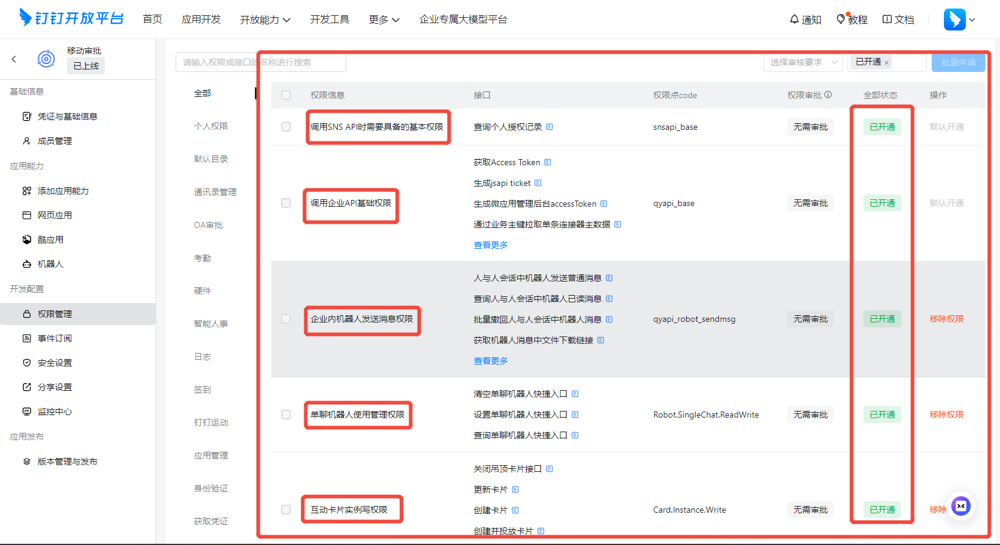 钉钉开放平台 首页 应用开发 开放能力 开发工具 更多 企业专属大模型平台 通知 教程 文档
移动审批
已上线
基础信息
凭证与基础信息
成员管理
应用能力
添加应用能力
网页应用
酷应用
机器人
开发配置
权限管理
事件订阅
安全设置
分享设置
监控中心
应用发布
版本管理与发布
请输入权限或接口的名称进行搜索 选择审核要求 已开通 × 批量申请
全部
个人权限
默认目录
通讯录管理
OA审批
考勤
硬件
智能人事
日志
签到
钉钉运动
应用管理
身份验证
获取凭证
权限信息 接口 权限点code 权限审批 全部状态 操作
调用SNS API时需要具备的基本权限 查询个人授权记录 snsapi_base 无需审批 已开通 默认开通
获取Access Token
生成jsapi ticket
调用企业API基础权限 生成微应用管理后台accessToken qyapi_base 无需审批 已开通 默认开通
通过业务主键拉取单条连接器主数据
查看更多
人与人会话中机器人发送普通消息
查询人与人会话中机器人已读消息
企业内机器人发送消息权限 批量撤回人与人会话中机器人消息 qyapi_robot_sendmsg 无需审批 已开通 移除权限
获取机器人消息中文件下载链接
查看更多
清空单聊机器人快捷入口
单聊机器人使用管理权限 设置单聊机器人快捷入口 Robot.SingleChat.ReadWrite 无需审批 已开通 移除权限
查询单聊机器人快捷入口
关闭吊顶卡片接口
更新卡片
互动卡片实例写权限 创建卡片 Card.Instance.Write 无需审批 已开通 移除
创建并投放卡片